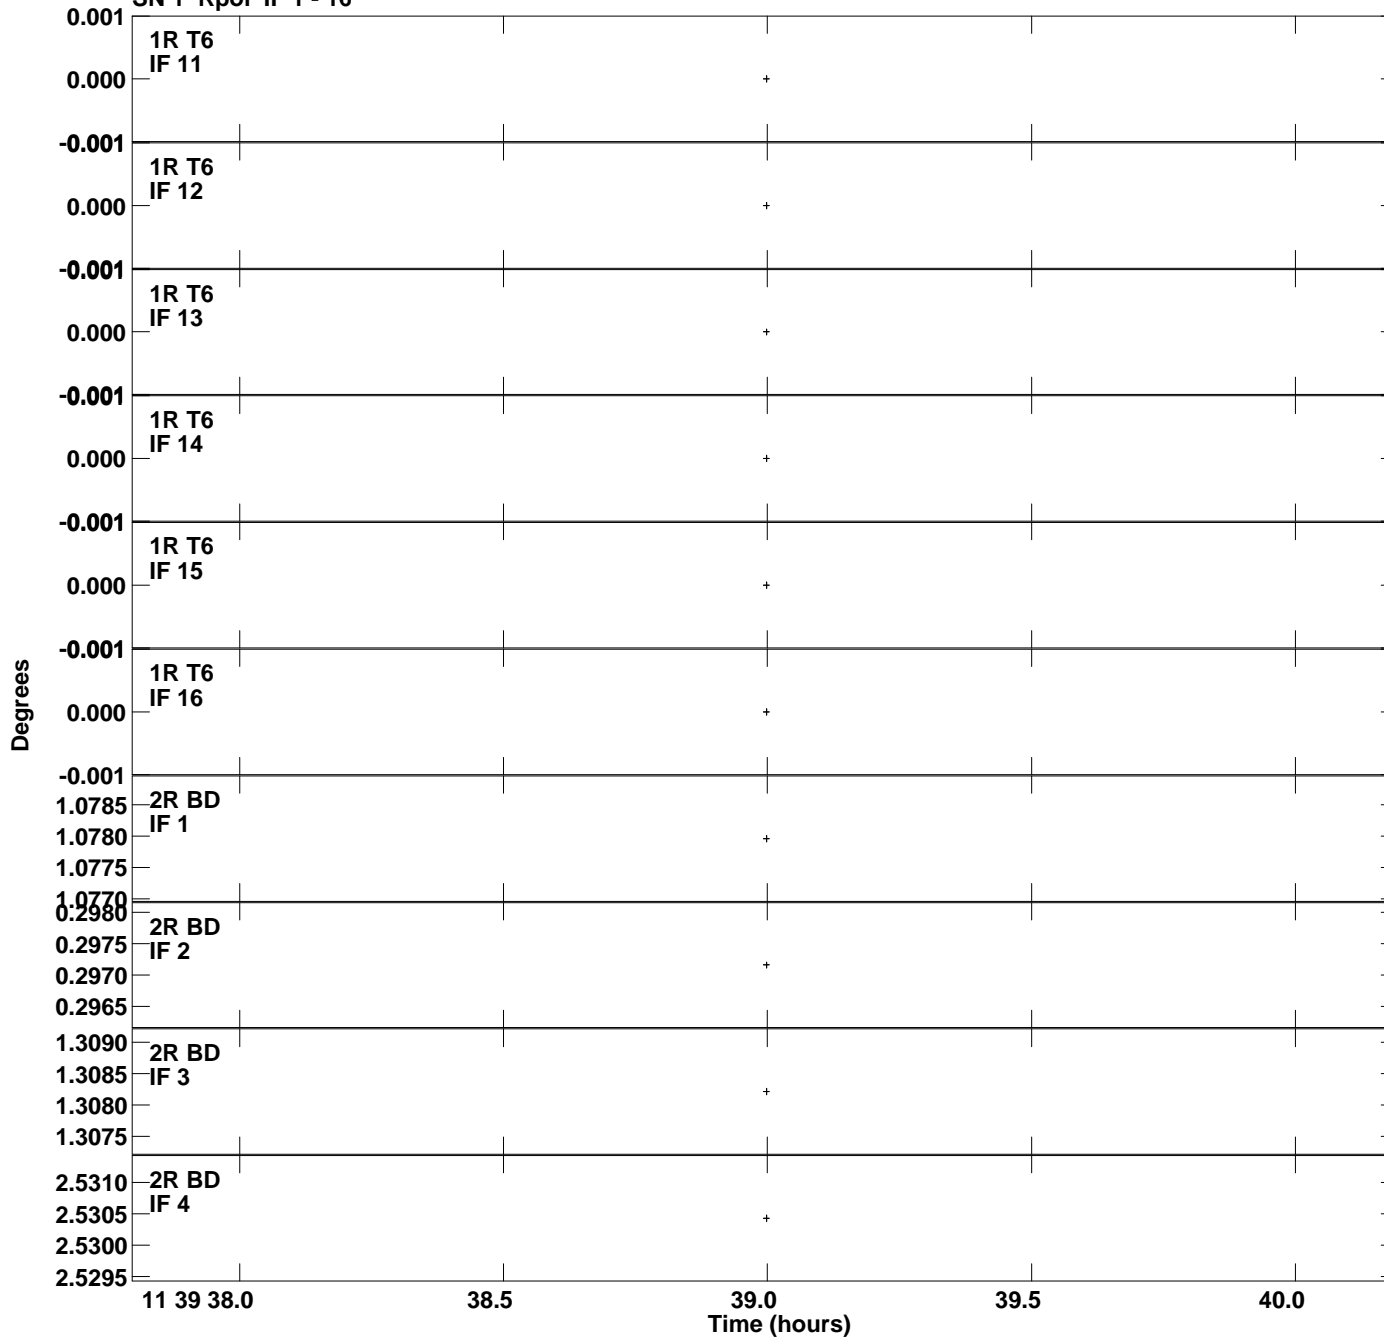 SN 1 Rpol IF 1 - 16
0.001
1R T6
IF 11
0.000
-0.001
1R T6
IF 12
0.000
-0.001
1R T6
IF 13
0.000
-0.001
1R T6
IF 14
0.000
-0.001
1R T6
IF 15
0.000
-0.001
1R T6
IF 16
0.000
-0.001
Degrees
2R BD
IF 1
1.0785
1.0780
1.0775
1.0770
0.2980
2R BD
IF 2
0.2975
0.2970
0.2965
1.3090
2R BD
IF 3
1.3085
1.3080
1.3075
2R BD
IF 4
2.5310
2.5305
2.5300
2.5295
11 39 38.0 38.5 39.0 39.5 40.0
Time (hours)